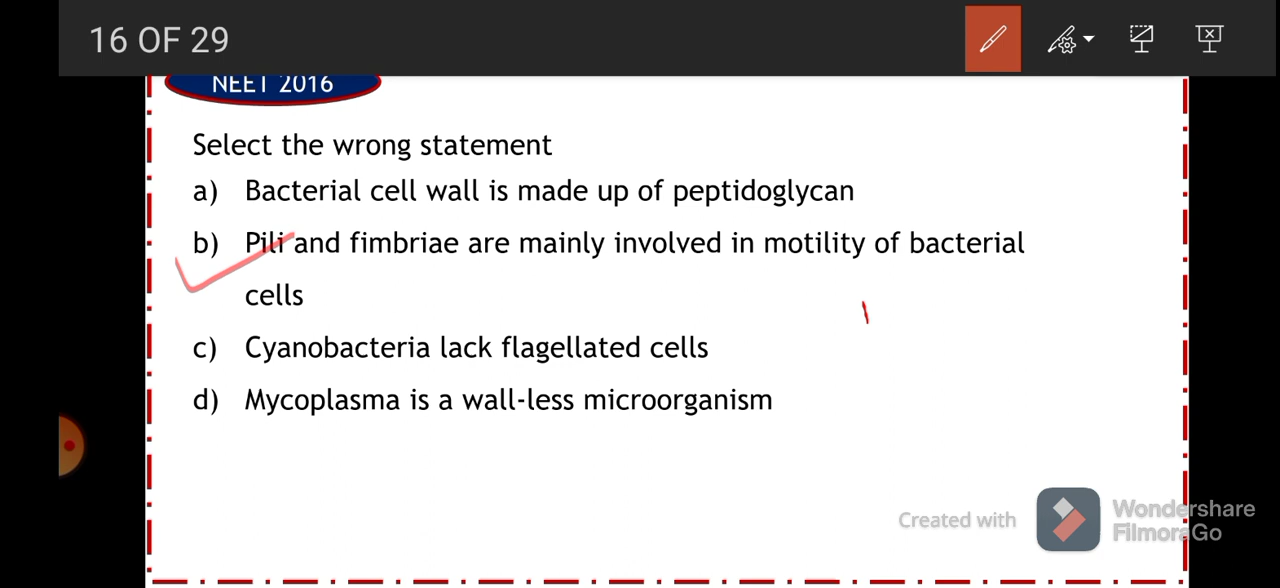 16 OF 29
NEET 2016
Select the wrong statement
a) Bacterial cell wall is made up of peptidoglycan
b) Pili and fimbriae are mainly involved in motility of bacterial
cells
c) Cyanobacteria lack flagellated cells
d) Mycoplasma is a wall-less microorganism
Created with Wondershare
FilmoraGo